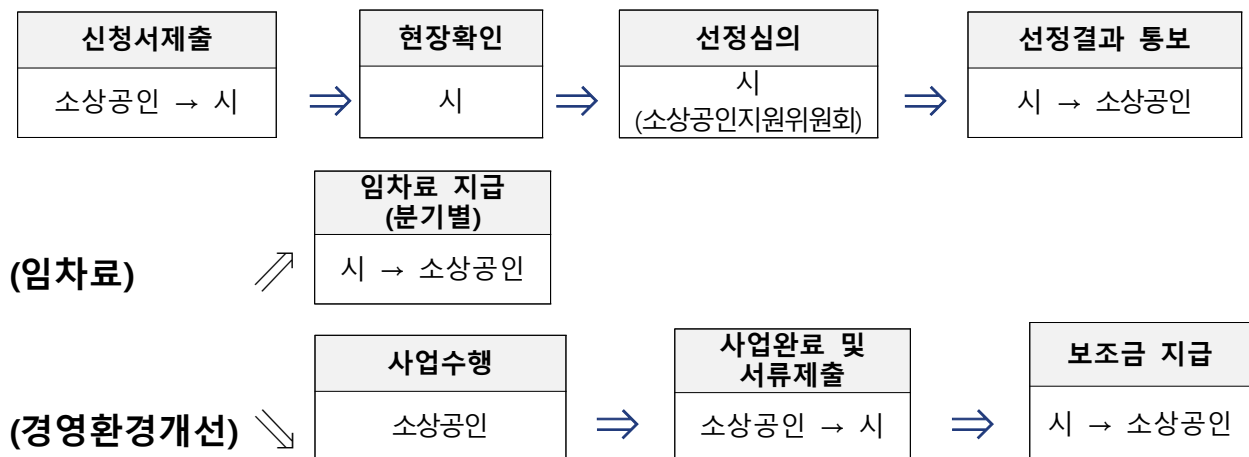 신청서제출
소상공인 → 시
⇒
현장확인
시
⇒
선정심의
시
(소상공인지원위원회)
⇒
선정결과 통보
시 → 소상공인
(임차료)
임차료 지급
(분기별)
시 → 소상공인
(경영환경개선)
사업수행
소상공인
⇒
사업완료 및
서류제출
소상공인 → 시
⇒
보조금 지급
시 → 소상공인